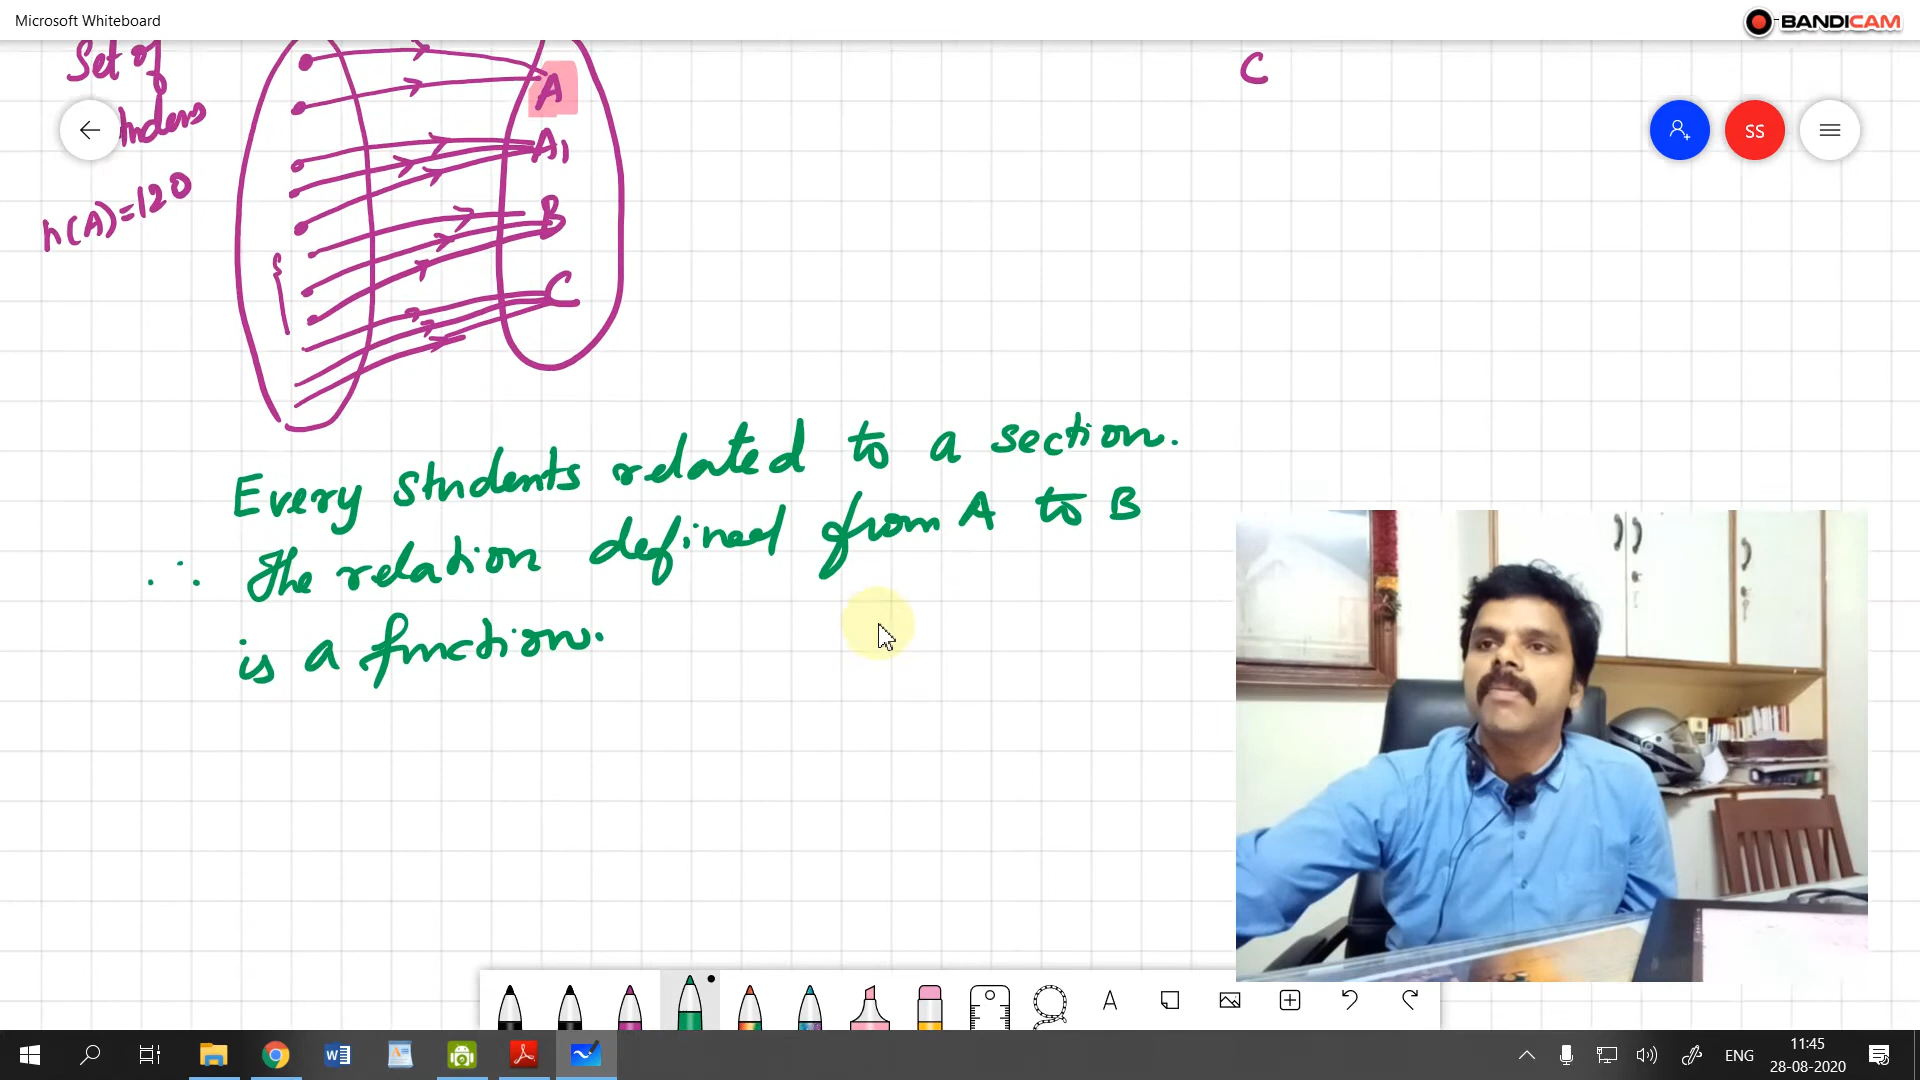 Microsoft Whiteboard
BANDICAM
Set of
n(A)=120
A
A1
B
C
C
SS
Every Students related to a section.
∴ The relation defined from A to B
is a function.
A
W
ENG
11:45
28-08-2020